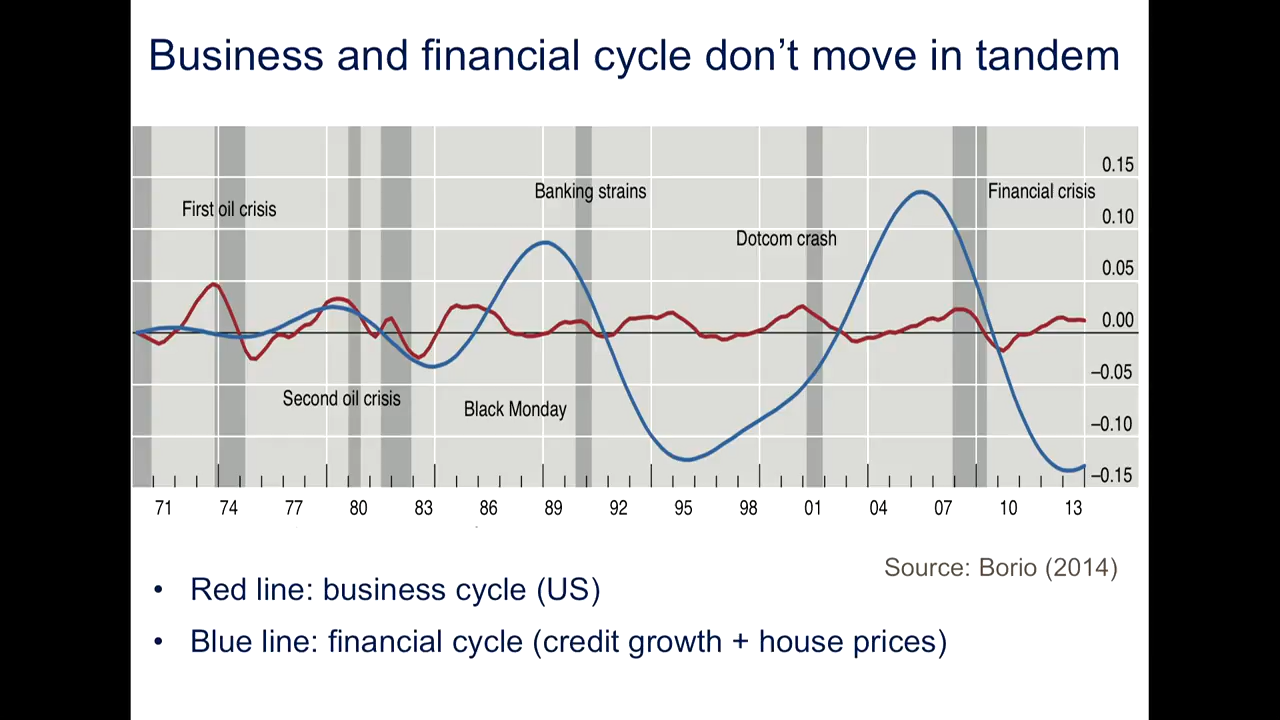 Business and financial cycle don't move in tandem
0.15
Banking strains
Financial crisis
First oil crisis
0.10
Dotcom crash
0.05
0.00
–0.05
Second oil crisis
Black Monday
–0.10
–0.15
71 74 77 80 83 86 89 92 95 98 01 04 07 10 13
Source: Borio (2014)
• Red line: business cycle (US)
• Blue line: financial cycle (credit growth + house prices)